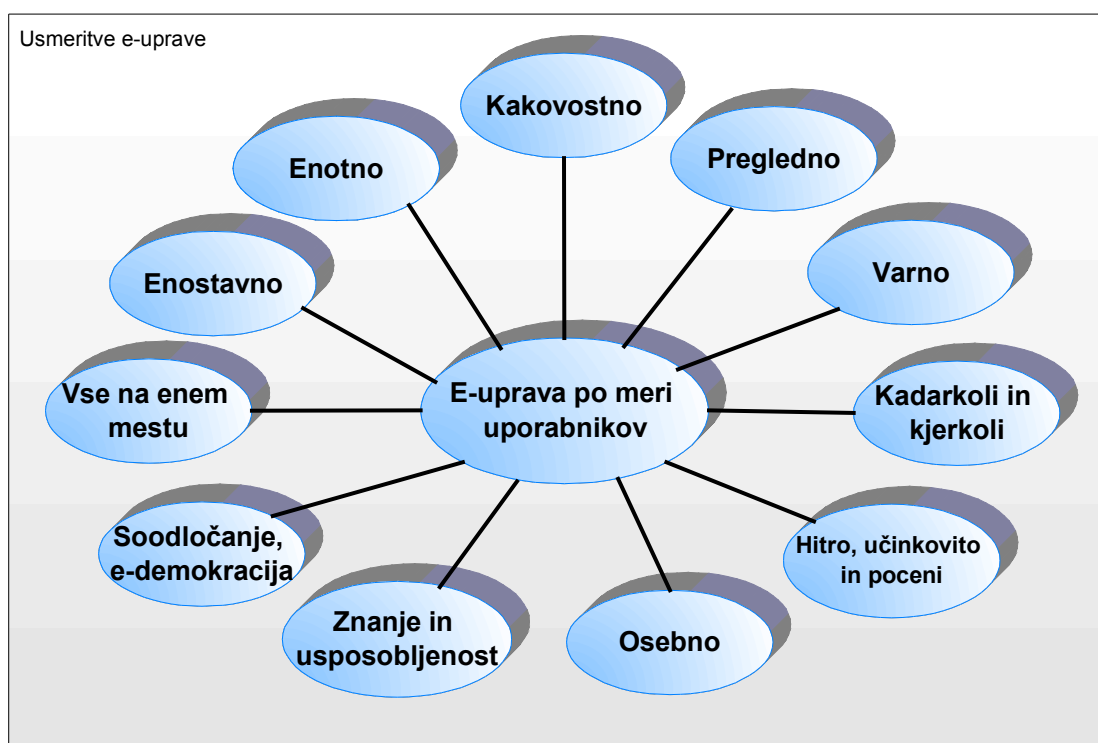 Usmeritve e-uprave
Kakovostno
Enotno
Pregledno
Enostavno
Varno
Vse na enem
mestu
E-uprava po meri
uporabnikov
Kadarkoli in
kjerkoli
Soodločanje,
e-demokracija
Hitro, učinkovito
in poceni
Znanje in
usposobljenost
Osebno